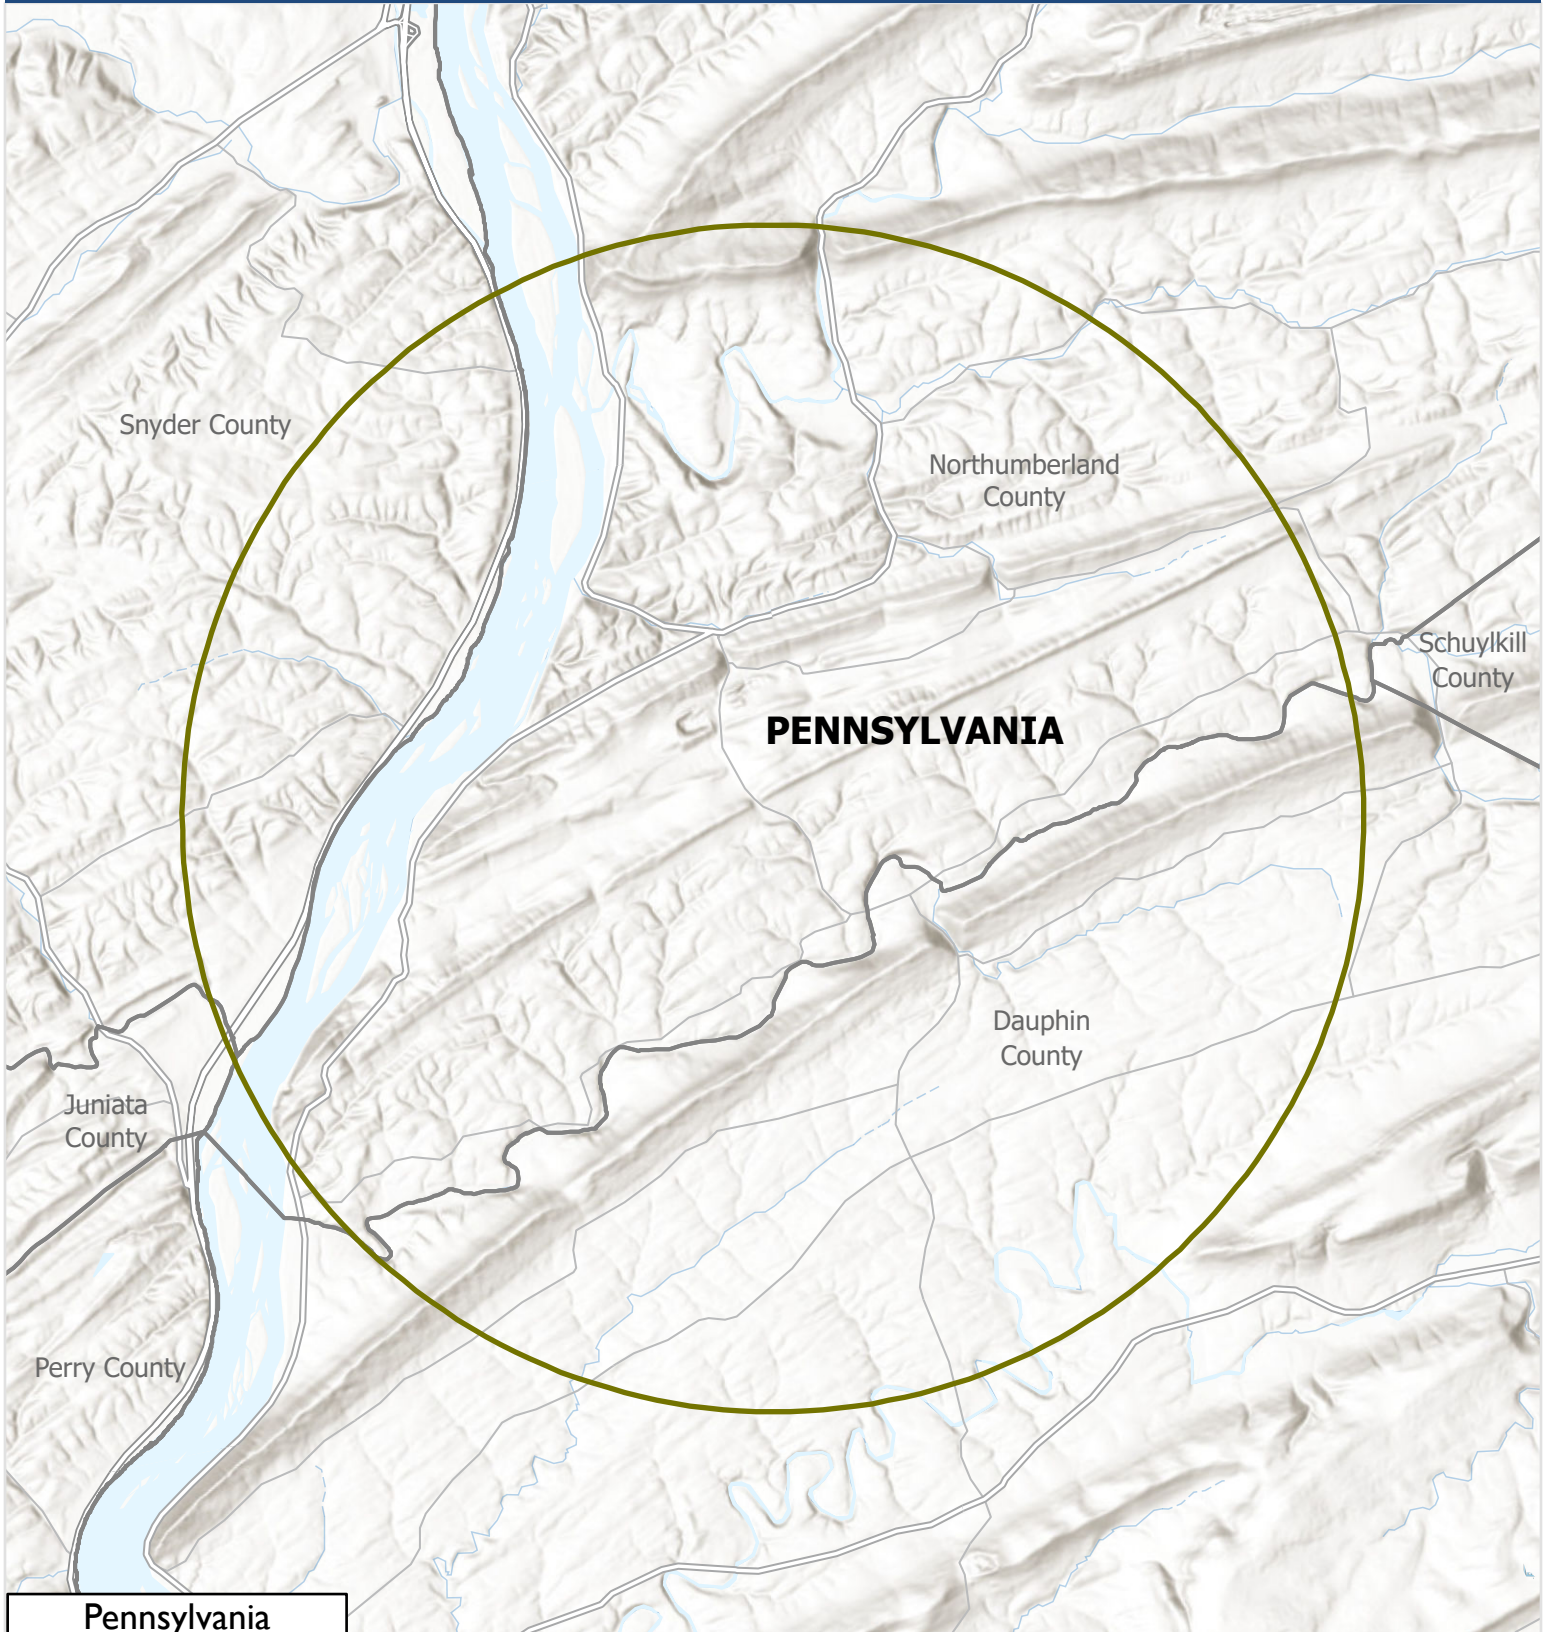 Snyder County
Northumberland
County
Schuylkill
County
PENNSYLVANIA
Dauphin
County
Juniata
County
Perry County
Pennsylvania